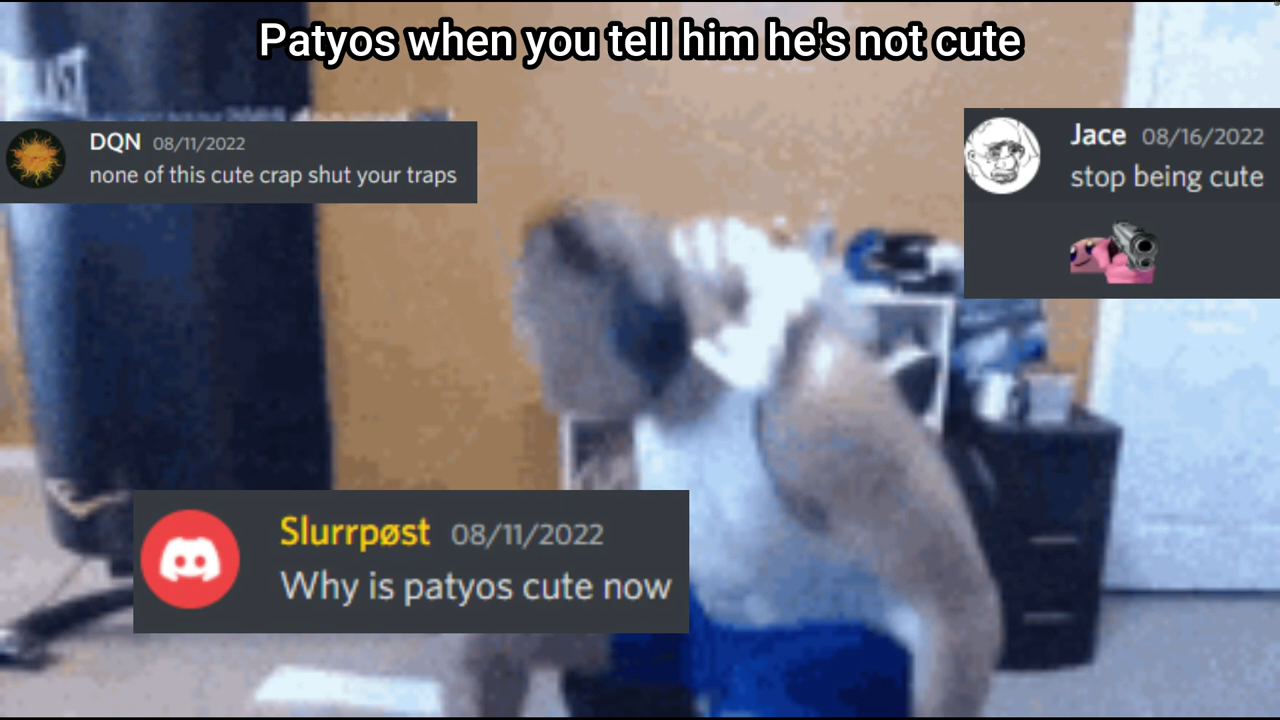 Patyos when you tell him he's not cute
DQN 08/11/2022
none of this cute crap shut your traps
Jace 08/16/2022
stop being cute
Slurrpøst 08/11/2022
Why is patyos cute now